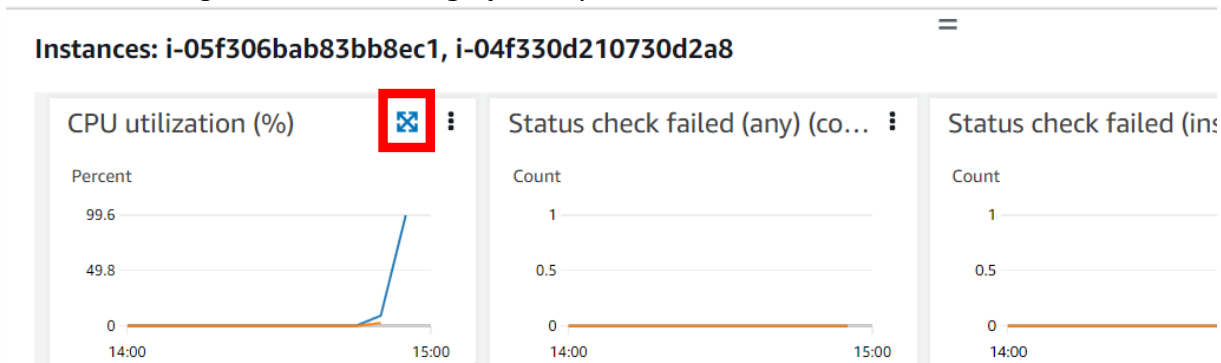 Instances: i-05f306bab83bb8ec1, i-04f330d210730d2a8
CPU utilization (%)
Percent
99.6
49.8
0
14:00 15:00
Status check failed (any) (co...
Count
1
0.5
0
14:00 15:00
Status check failed (ins
Count
1
0.5
0
14:00